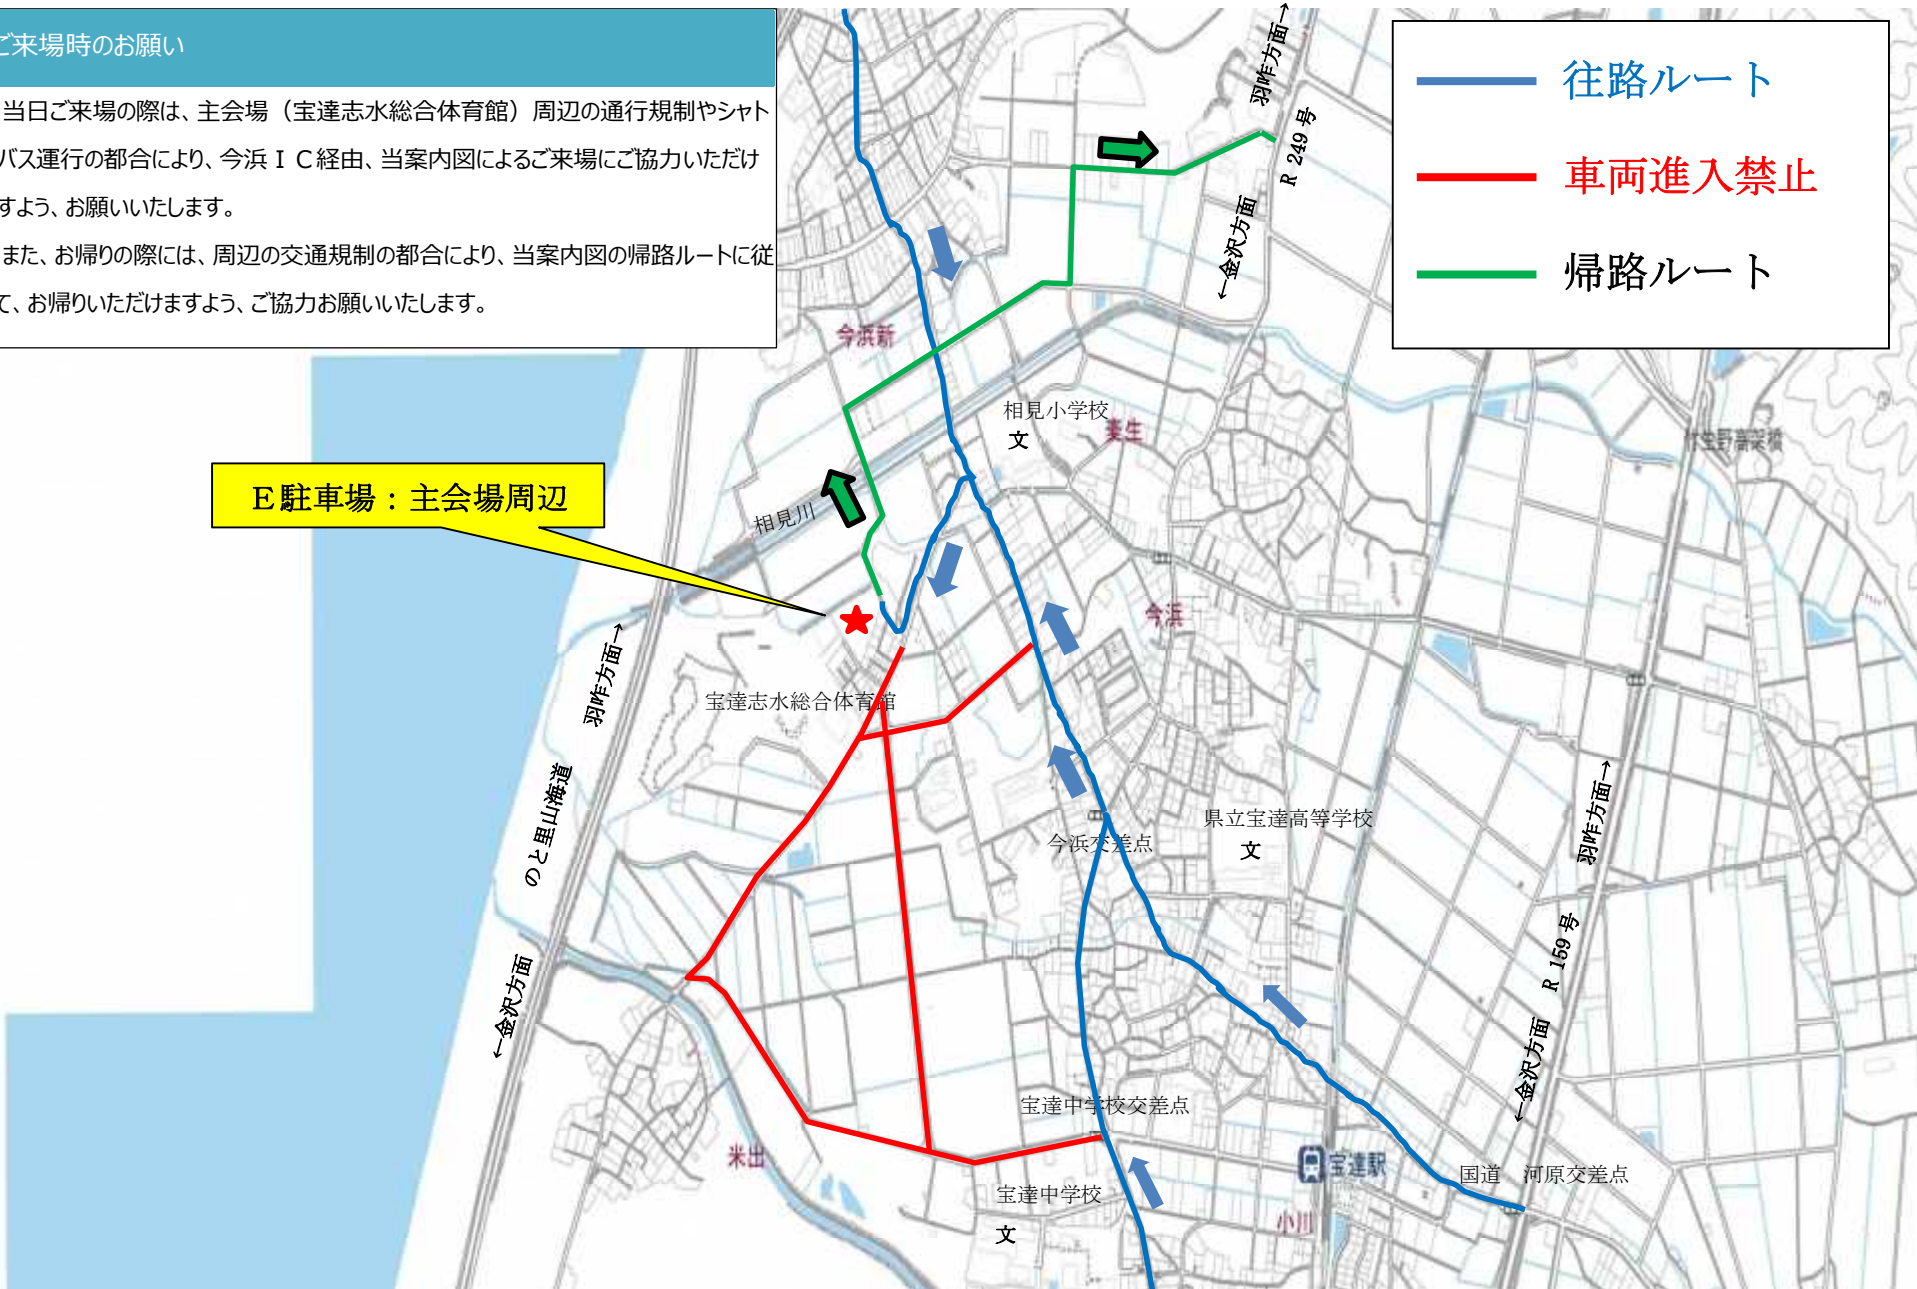 ご来場時のお願い
当日ご来場の際は、主会場（宝達志水総合体育館）周辺の通行規制やシャト
バス運行の都合により、今浜ＩＣ経由、当案内図によるご来場にご協力いただけ
すよう、お願いいたします。
また、お帰りの際には、周辺の交通規制の都合により、当案内図の帰路ルートに従
て、お帰りいただけますよう、ご協力お願いいたします。
往路ルート
車両進入禁止
帰路ルート
羽咋方面→
R 249 号
←金沢方面
今浜新
相見小学校
文
麦生
竹生野高架橋
E駐車場：主会場周辺
相見川
今浜
羽咋方面→
宝達志水総合体育館
のと里山海道
←金沢方面
今浜交差点
県立宝達高等学校
文
羽咋方面→
R 159 号
←金沢方面
宝達中学校交差点
米出
宝達駅
国道　河原交差点
宝達中学校
文
小川